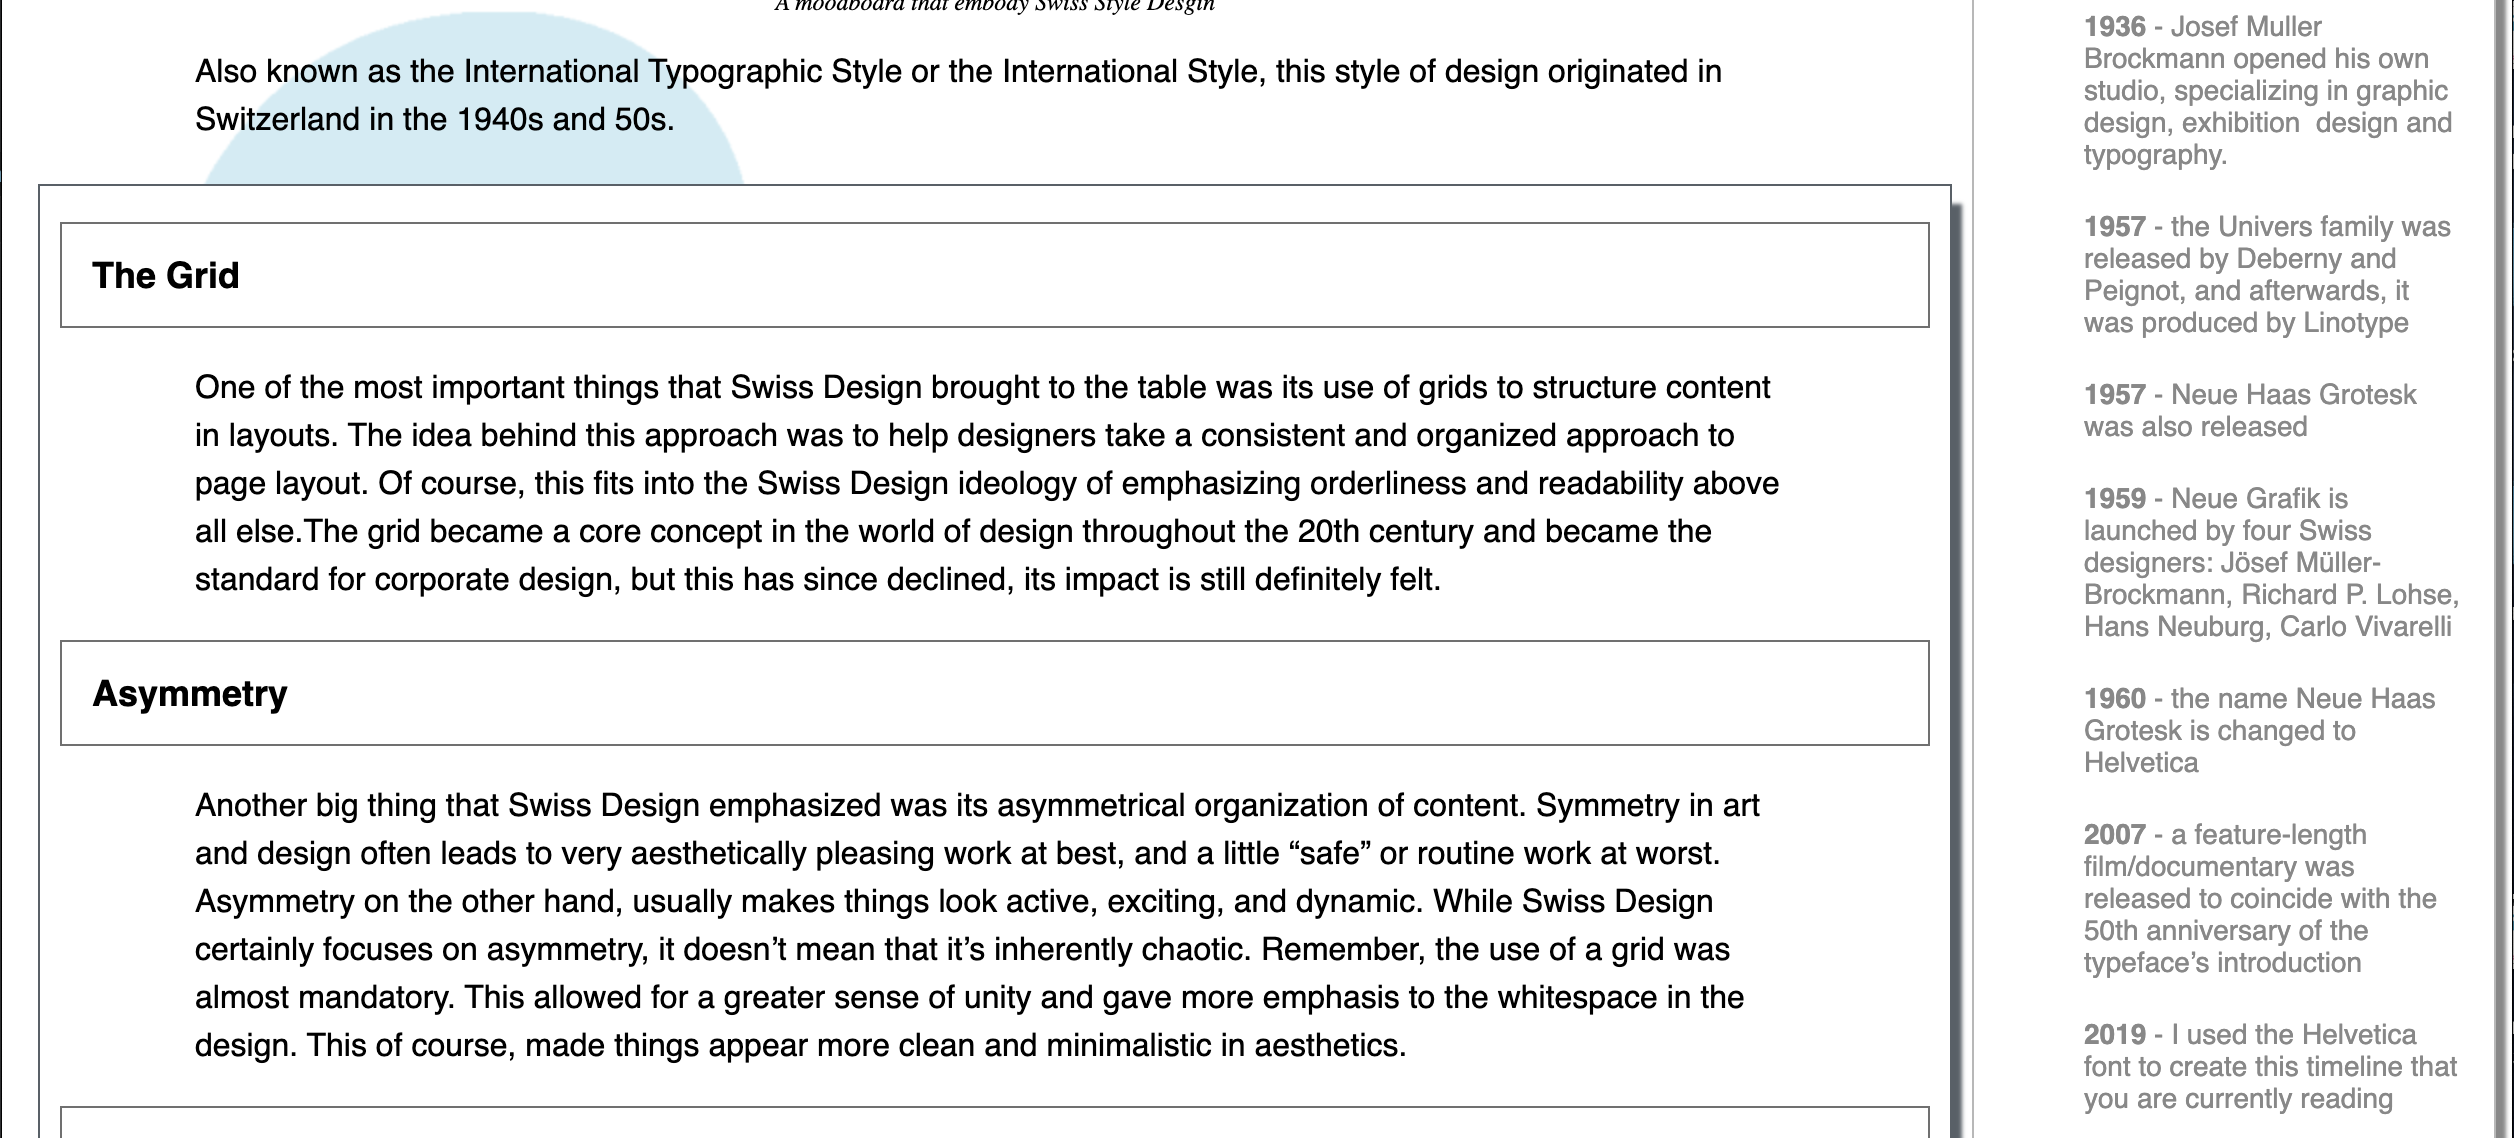 A moodboard that embody Swiss Style Desgin
Also known as the International Typographic Style or the International Style, this style of design originated in
Switzerland in the 1940s and 50s.
The Grid
One of the most important things that Swiss Design brought to the table was its use of grids to structure content
in layouts. The idea behind this approach was to help designers take a consistent and organized approach to
page layout. Of course, this fits into the Swiss Design ideology of emphasizing orderliness and readability above
all else.The grid became a core concept in the world of design throughout the 20th century and became the
standard for corporate design, but this has since declined, its impact is still definitely felt.
Asymmetry
Another big thing that Swiss Design emphasized was its asymmetrical organization of content. Symmetry in art
and design often leads to very aesthetically pleasing work at best, and a little “safe” or routine work at worst.
Asymmetry on the other hand, usually makes things look active, exciting, and dynamic. While Swiss Design
certainly focuses on asymmetry, it doesn’t mean that it’s inherently chaotic. Remember, the use of a grid was
almost mandatory. This allowed for a greater sense of unity and gave more emphasis to the whitespace in the
design. This of course, made things appear more clean and minimalistic in aesthetics.
1936 - Josef Muller
Brockmann opened his own
studio, specializing in graphic
design, exhibition  design and
typography.
1957 - the Univers family was
released by Deberny and
Peignot, and afterwards, it
was produced by Linotype
1957 - Neue Haas Grotesk
was also released
1959 - Neue Grafik is
launched by four Swiss
designers: Jösef Müller-
Brockmann, Richard P. Lohse,
Hans Neuburg, Carlo Vivarelli
1960 - the name Neue Haas
Grotesk is changed to
Helvetica
2007 - a feature-length
film/documentary was
released to coincide with the
50th anniversary of the
typeface’s introduction
2019 - I used the Helvetica
font to create this timeline that
you are currently reading